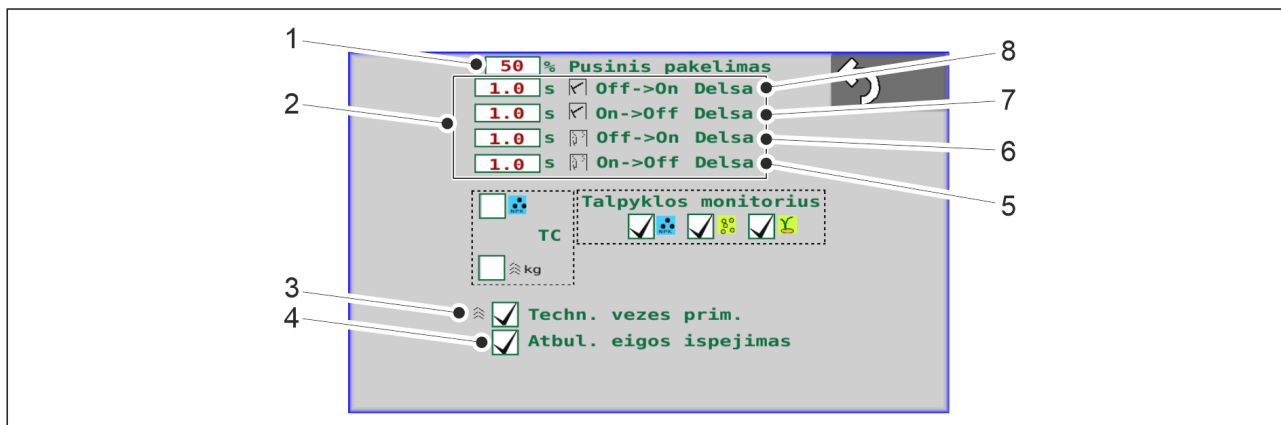 1
8
50 % Pusinis pakelimas
2
1.0 s Off->On Delsa
7
1.0 s On->Off Delsa
6
1.0 s Off->On Delsa
1.0 s On->Off Delsa
5
NPK
Talpyklos monitorius
NPK
TC
kg
3
Techn. vezes prim.
4
Atbul. eigos ispejimas